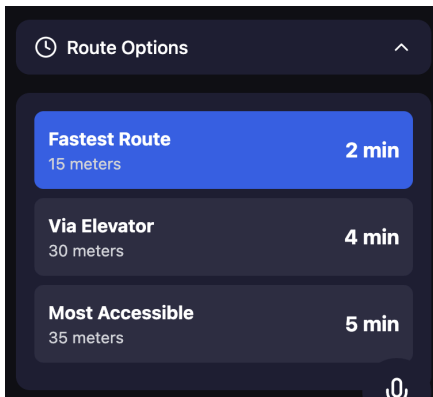 Route Options
Fastest Route
15 meters
2 min
Via Elevator
30 meters
4 min
Most Accessible
35 meters
5 min